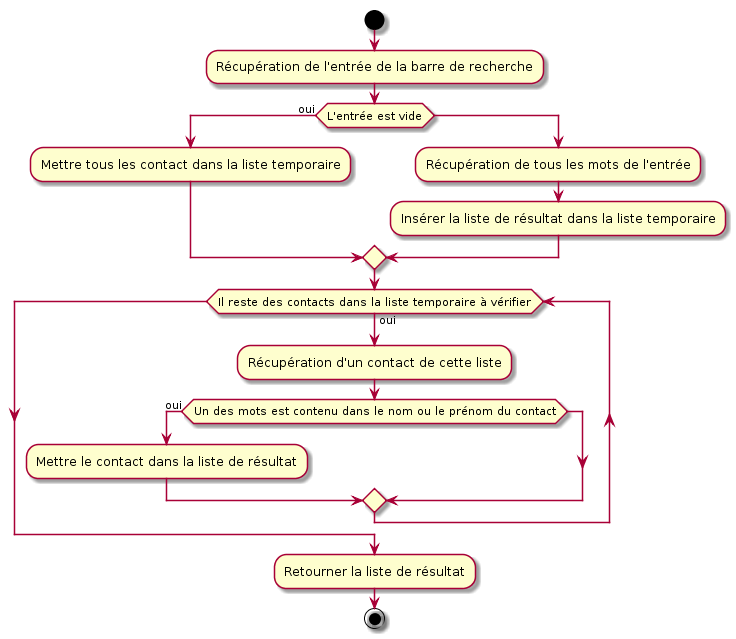 Récupération de l'entrée de la barre de recherche
oui
L'entrée est vide
Mettre tous les contact dans la liste temporaire
Récupération de tous les mots de l'entrée
Insérer la liste de résultat dans la liste temporaire
Il reste des contacts dans la liste temporaire à vérifier
oui
Récupération d'un contact de cette liste
oui
Un des mots est contenu dans le nom ou le prénom du contact
Mettre le contact dans la liste de résultat
Retourner la liste de résultat